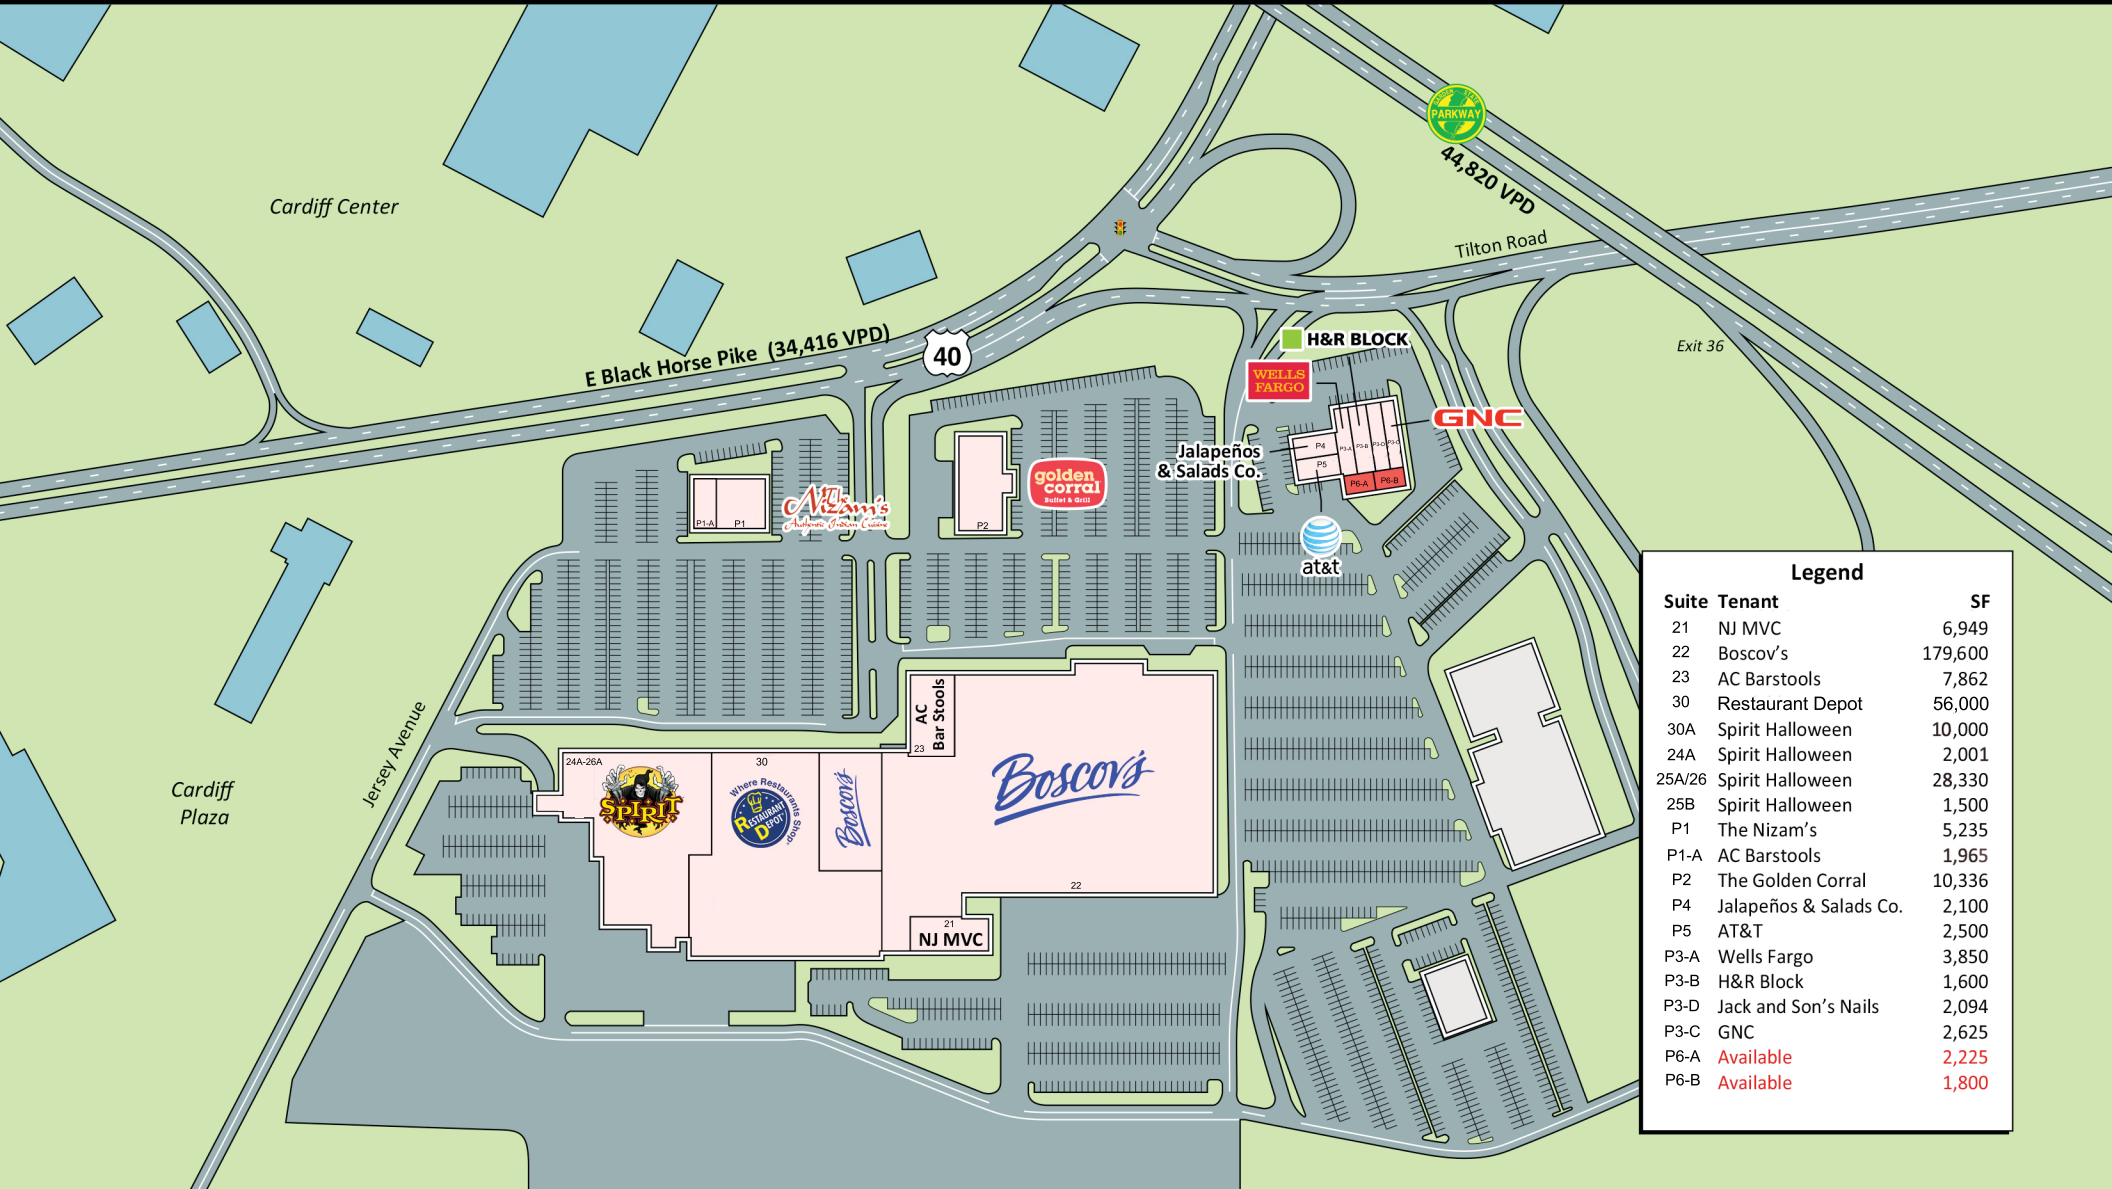 GARDEN STATE
PARKWAY
44,820 VPD
Cardiff Center
Tilton Road
Exit 36
E Black Horse Pike (34,416 VPD)
40
H&R BLOCK
WELLS
FARGO
GNC
Jalapeños
& Salads Co.
P4
P5
P3-A
P3-B
P3-D
P3-C
P6-A
P6-B
at&t
golden
corral
Buffet & Grill
P2
The
Nizam's
Authentic Indian Cuisine
P1-A
P1
Jersey Avenue
Cardiff
Plaza
AC
Bar Stools
23
24A-26A
SPIRIT
30
Where Restaurants Shop
RESTAURANT
DEPOT
Boscov's
Boscov's
22
21
NJ MVC
Legend
Suite Tenant SF
21 NJ MVC 6,949
22 Boscov’s 179,600
23 AC Barstools 7,862
30 Restaurant Depot 56,000
30A Spirit Halloween 10,000
24A Spirit Halloween 2,001
25A/26 Spirit Halloween 28,330
25B Spirit Halloween 1,500
P1 The Nizam’s 5,235
P1-A AC Barstools 1,965
P2 The Golden Corral 10,336
P4 Jalapeños & Salads Co. 2,100
P5 AT&T 2,500
P3-A Wells Fargo 3,850
P3-B H&R Block 1,600
P3-D Jack and Son’s Nails 2,094
P3-C GNC 2,625
P6-A Available 2,225
P6-B Available 1,800